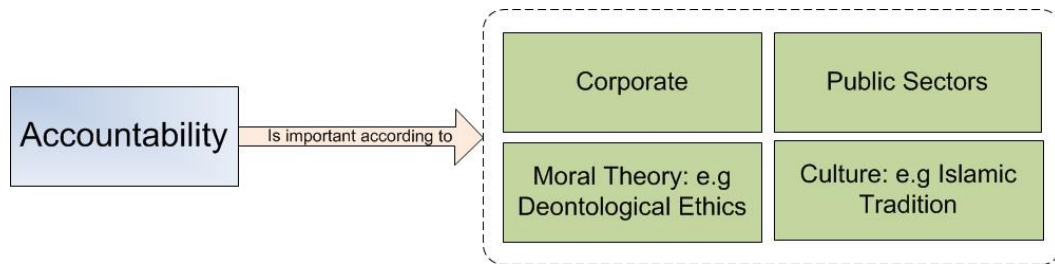 Accountability
Is important according to
Corporate
Public Sectors
Moral Theory: e.g
Deontological Ethics
Culture: e.g Islamic
Tradition